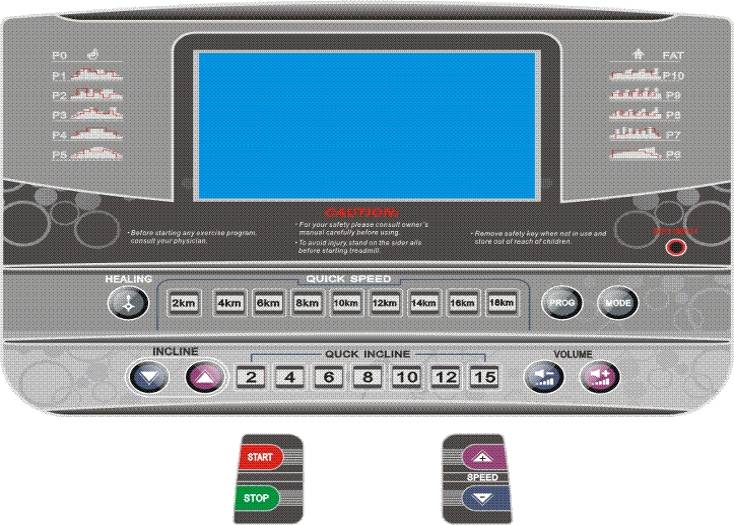 P0
P1
P2
P3
P4
P5
FAT
P10
P9
P8
P7
P6
CAUTION:
· Before starting any exercise program,
consult your physician.
· For your safety please consult owner's
manual carefully before using.
· To avoid injury, stand on the sider ails
before starting treadmill.
· Remove safety key when not in use and
store out of reach of children.
HEALING
QUICK SPEED
2km 4km 6km 8km 10km 12km 14km 16km 18km
PROG MODE
INCLINE
QUCK INCLINE
2 4 6 8 10 12 15
VOLUME
START
STOP
SPEED